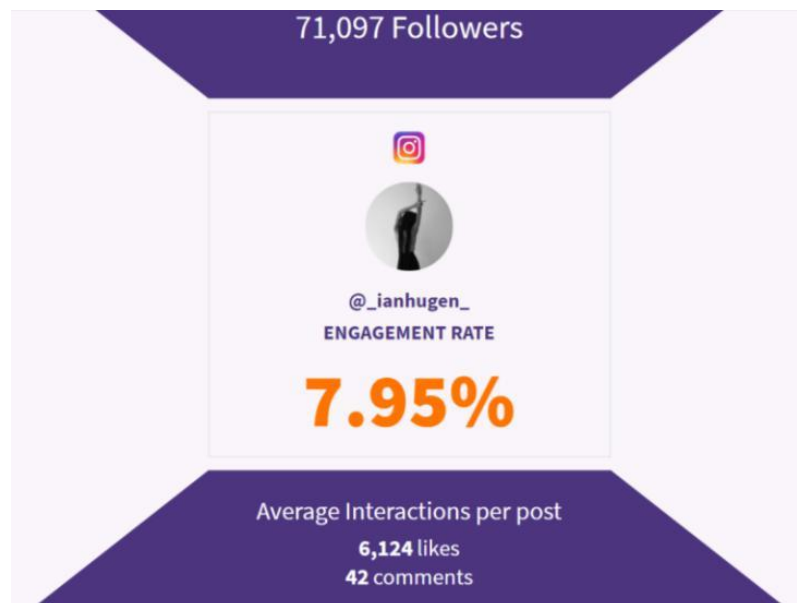 71,097 Followers
@_ianhugen_
ENGAGEMENT RATE
7.95%
Average Interactions per post
6,124 likes
42 comments